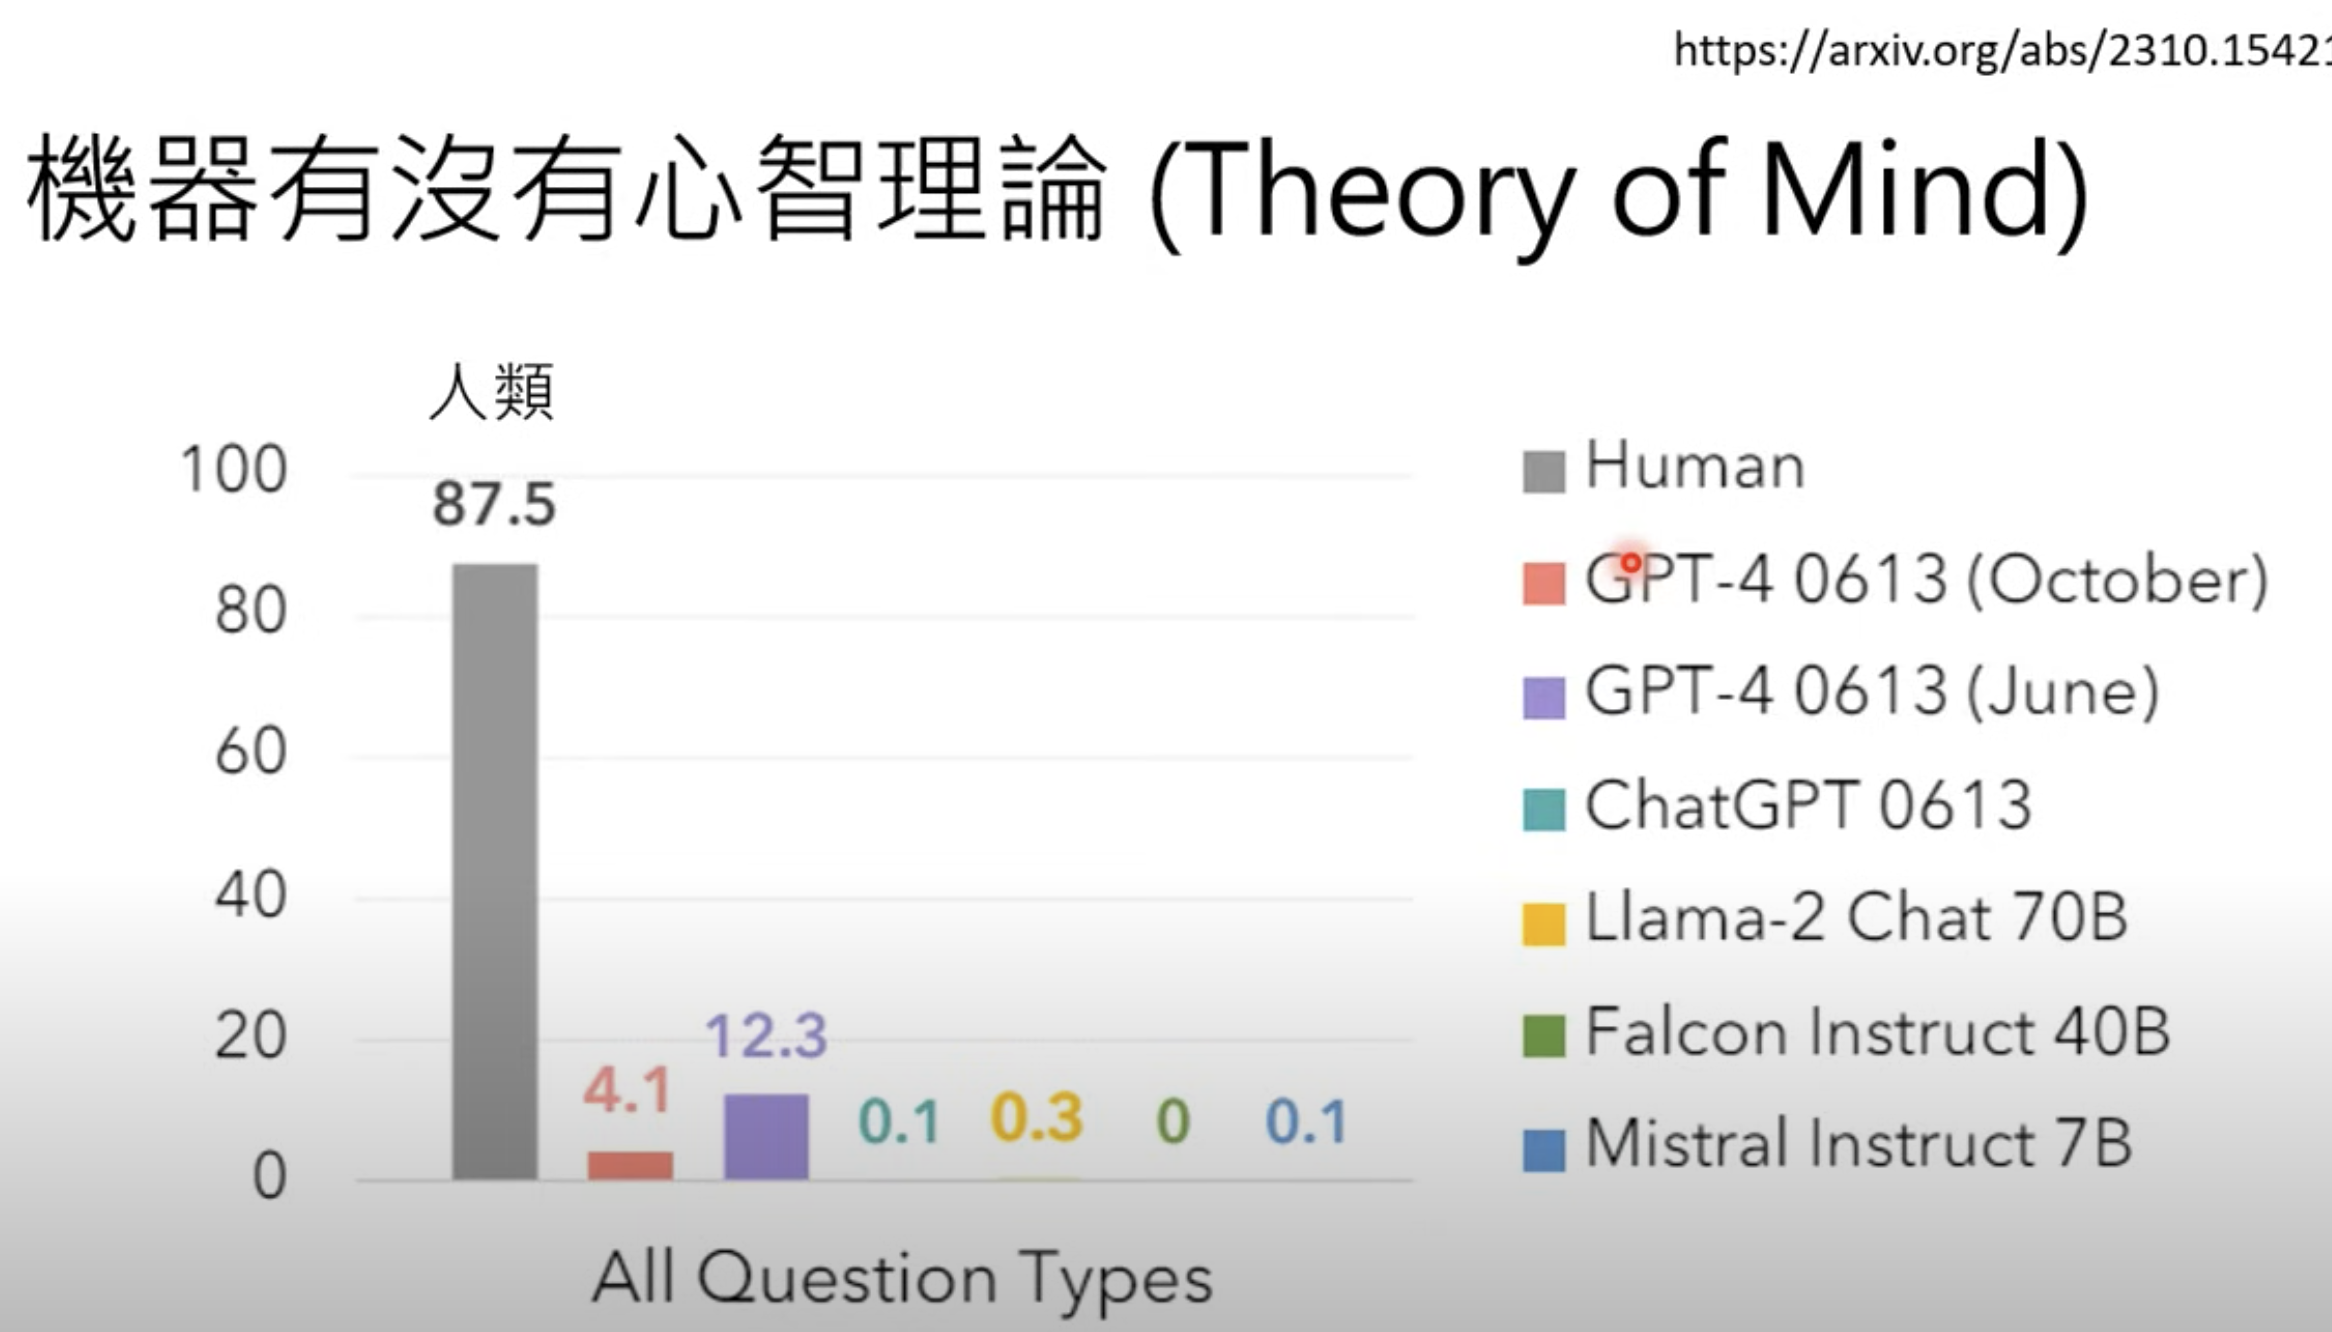 https://arxiv.org/abs/2310.15421
機器有沒有心智理論 (Theory of Mind)
人類
100
87.5
80
60
40
20
0
4.1
12.3
0.1
0.3
0
0.1
All Question Types
Human
GPT-4 0613 (October)
GPT-4 0613 (June)
ChatGPT 0613
Llama-2 Chat 70B
Falcon Instruct 40B
Mistral Instruct 7B